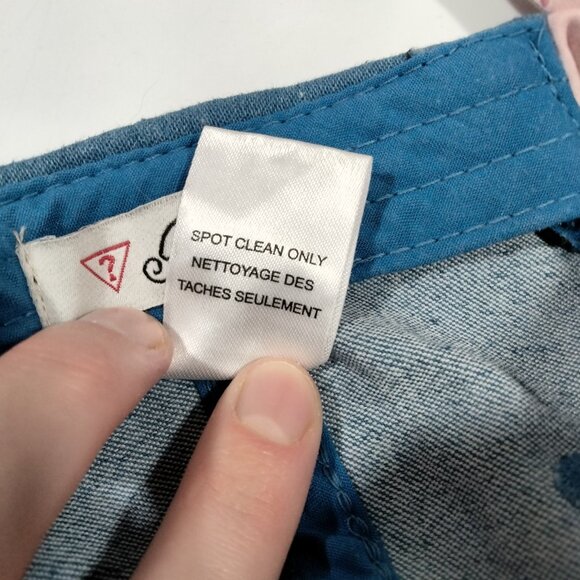 ?
SPOT CLEAN ONLY
NETTOYAGE DES
TACHES SEULEMENT